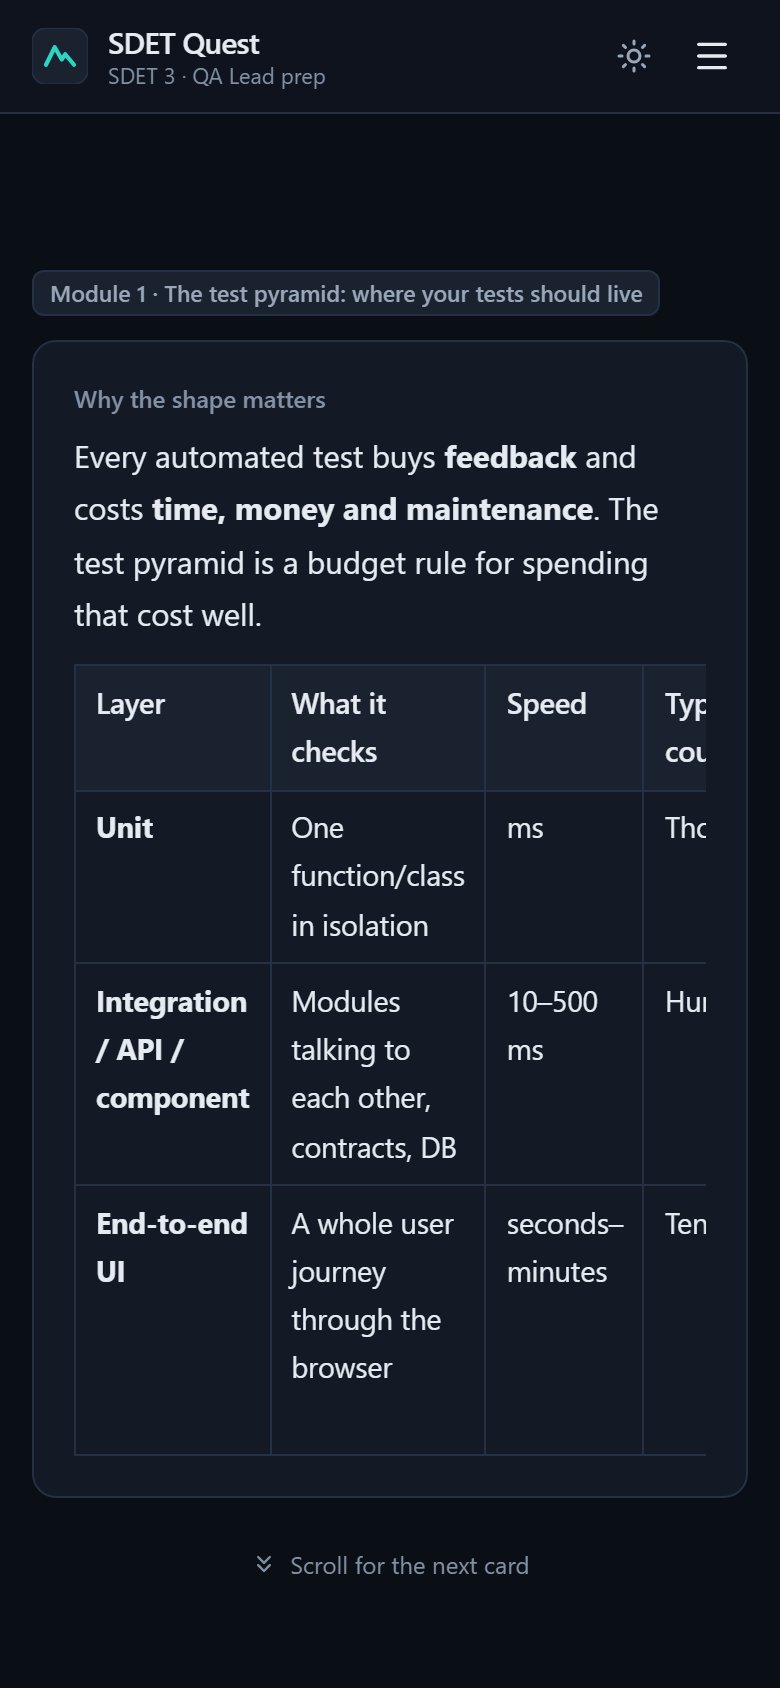 SDET Quest
SDET 3 · QA Lead prep
Module 1 · The test pyramid: where your tests should live
Why the shape matters
Every automated test buys feedback and
costs time, money and maintenance. The
test pyramid is a budget rule for spending
that cost well.
Layer
What it
checks
Speed
Unit
One
function/class
in isolation
ms
Integration
/ API /
component
Modules
talking to
each other,
contracts, DB
10–500
ms
End-to-end
UI
A whole user
journey
through the
browser
seconds–
minutes
Scroll for the next card